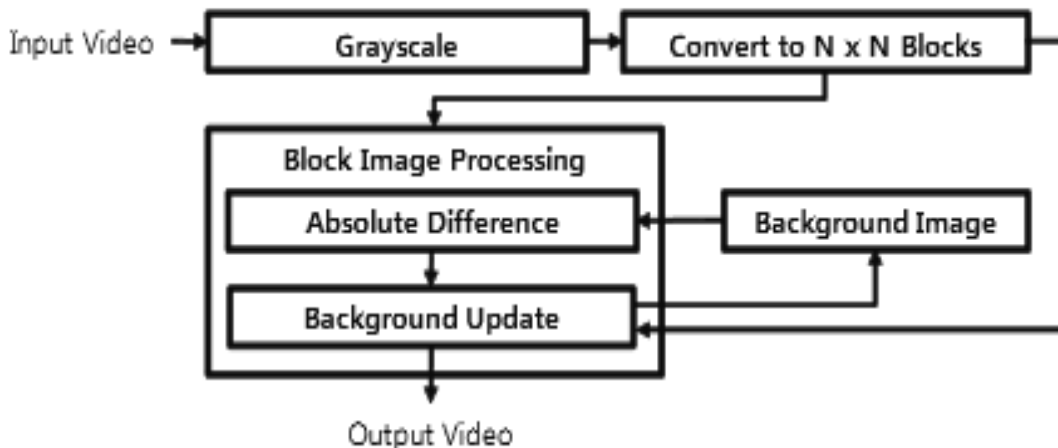 Input Video
Grayscale
Convert to N x N Blocks
Block Image Processing
Absolute Difference
Background Image
Background Update
Output Video